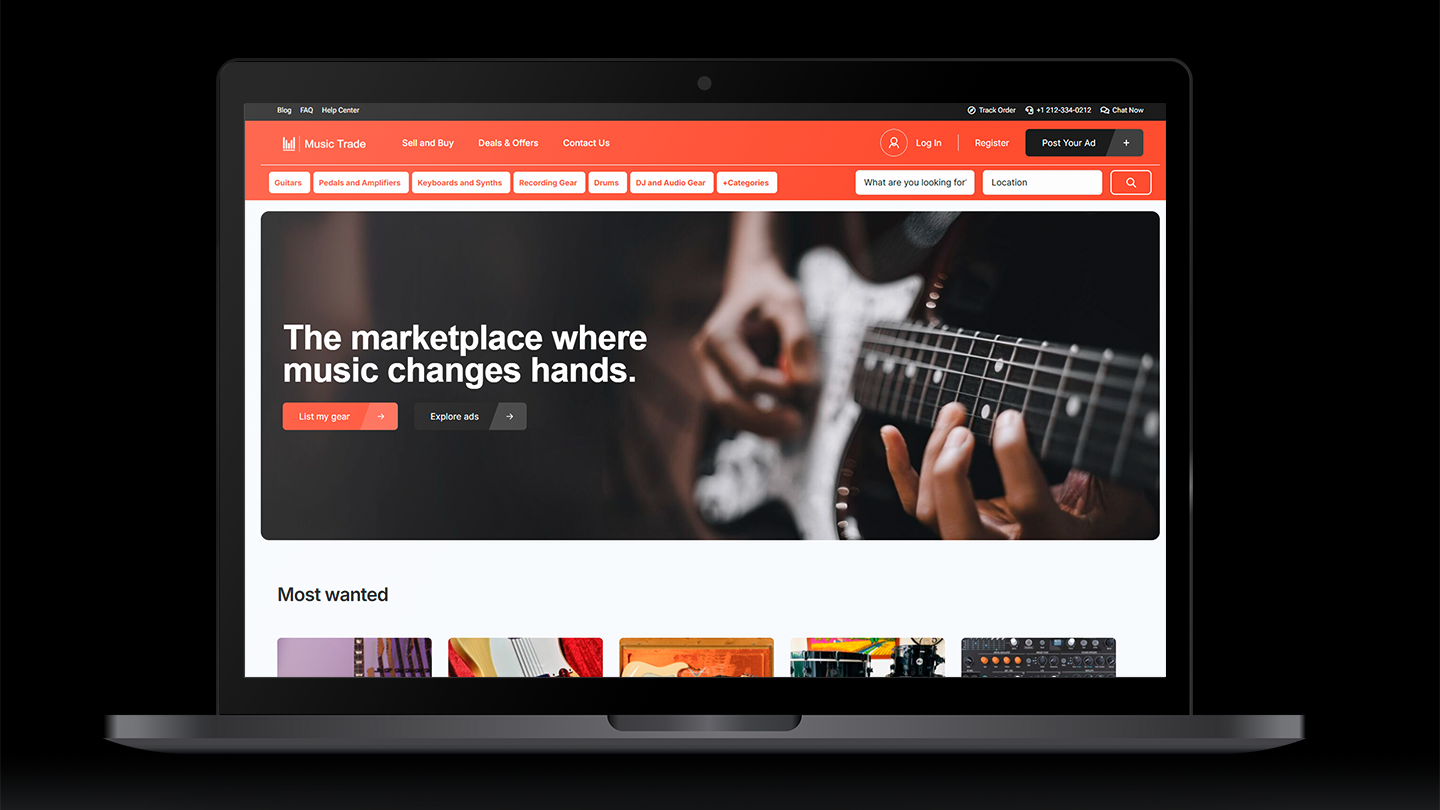 Blog FAQ Help Center Track Order +1 212-334-0212 Chat Now
Music Trade Sell and Buy Deals & Offers Contact Us Log In Register Post Your Ad +
Guitars Pedals and Amplifiers Keyboards and Synths Recording Gear Drums DJ and Audio Gear +Categories What are you looking for Location
The marketplace where
music changes hands.
List my gear → Explore ads →
Most wanted